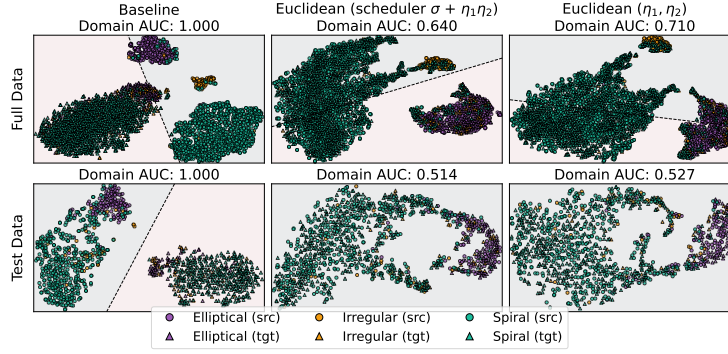 Baseline
Domain AUC: 1.000
Euclidean (scheduler σ + η₁η₂)
Domain AUC: 0.640
Euclidean (η₁, η₂)
Domain AUC: 0.710
Full Data
Domain AUC: 1.000
Domain AUC: 0.514
Domain AUC: 0.527
Test Data
Elliptical (src)
Irregular (src)
Spiral (src)
Elliptical (tgt)
Irregular (tgt)
Spiral (tgt)